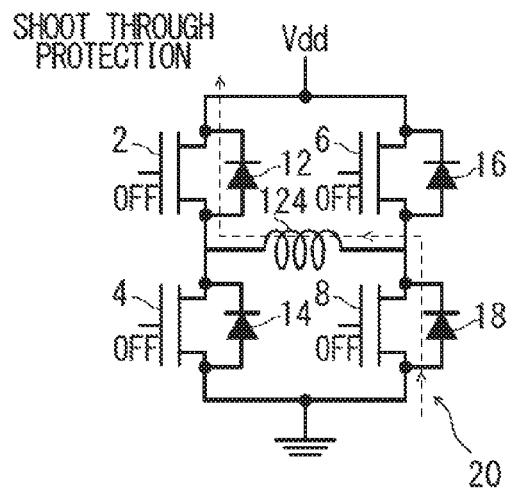 SHOOT THROUGH
PROTECTION
Vdd
2
12
6
16
OFF
124
OFF
4
14
8
18
OFF
OFF
20